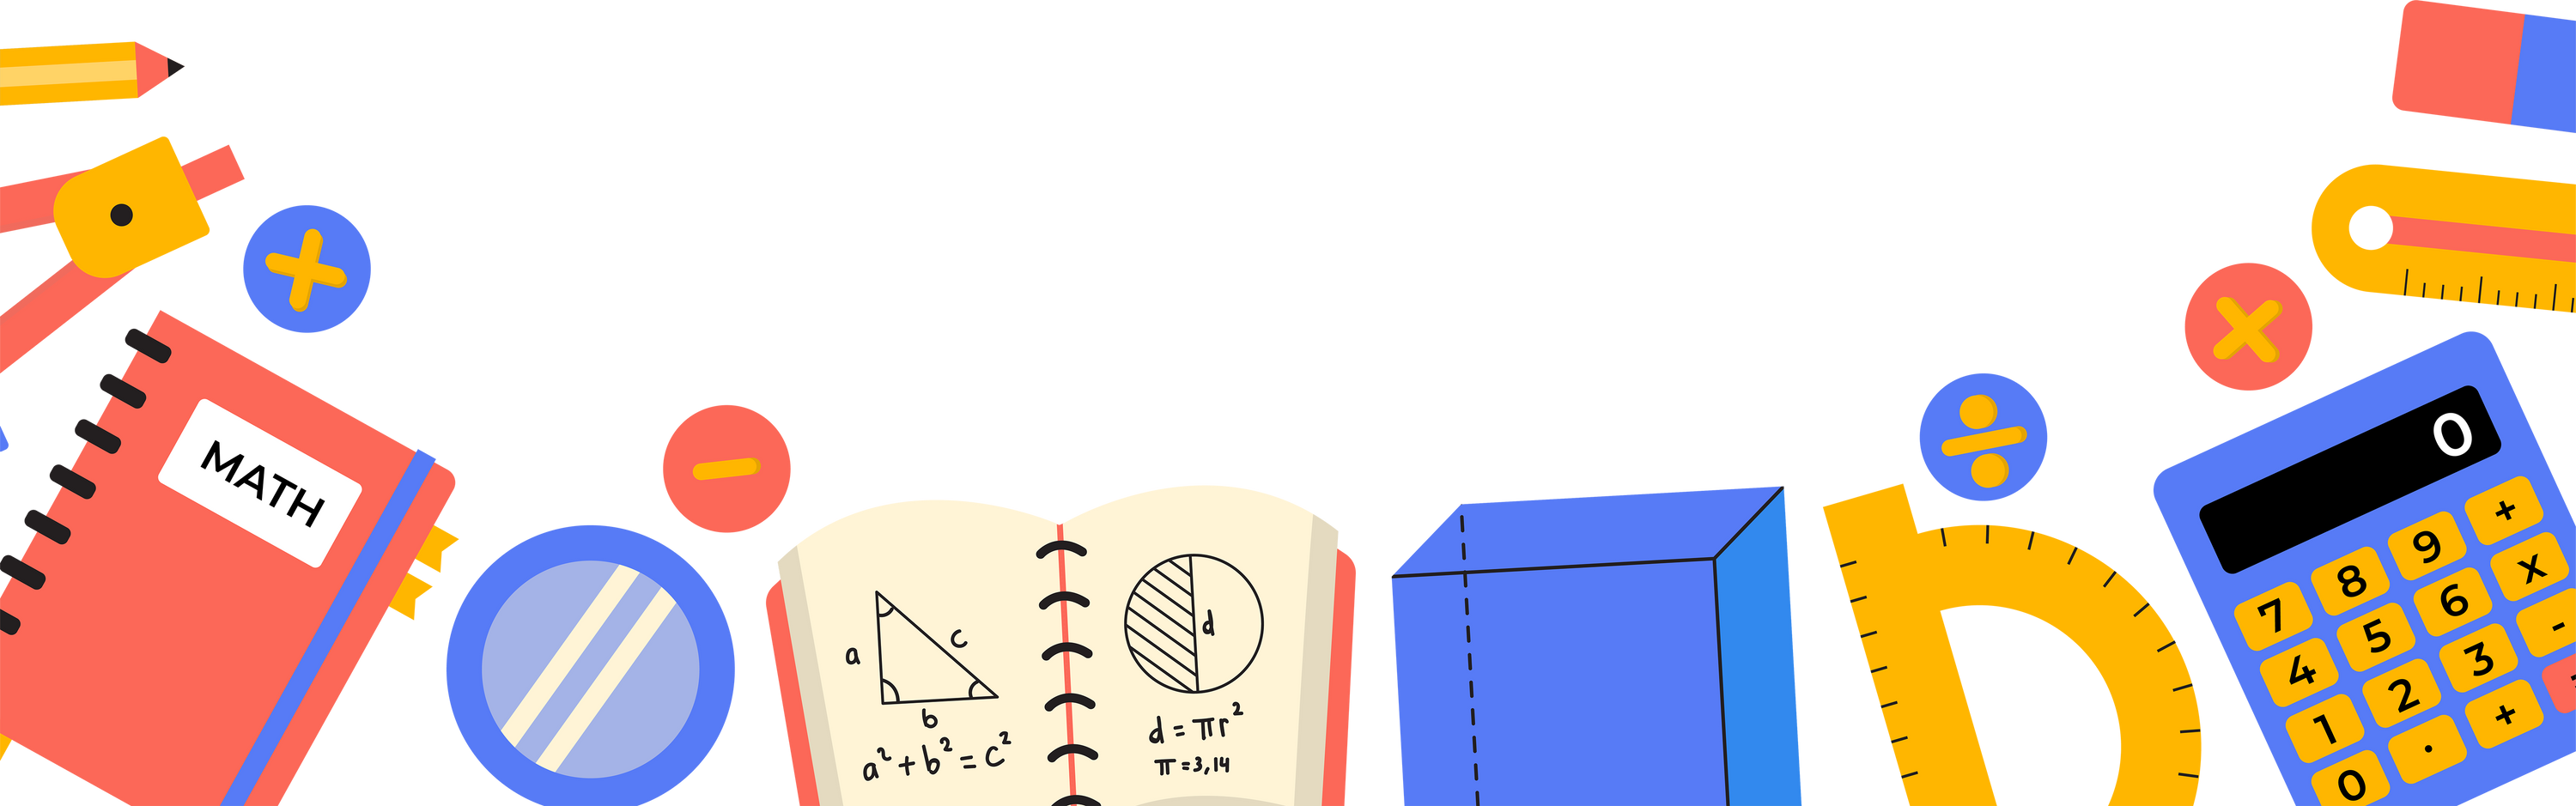 MATH
a
c
b
a² + b² = c²
d
d = πr²
π = 3,14
0
7 8 9 +
4 5 6 x
1 2 3 -
0 . +